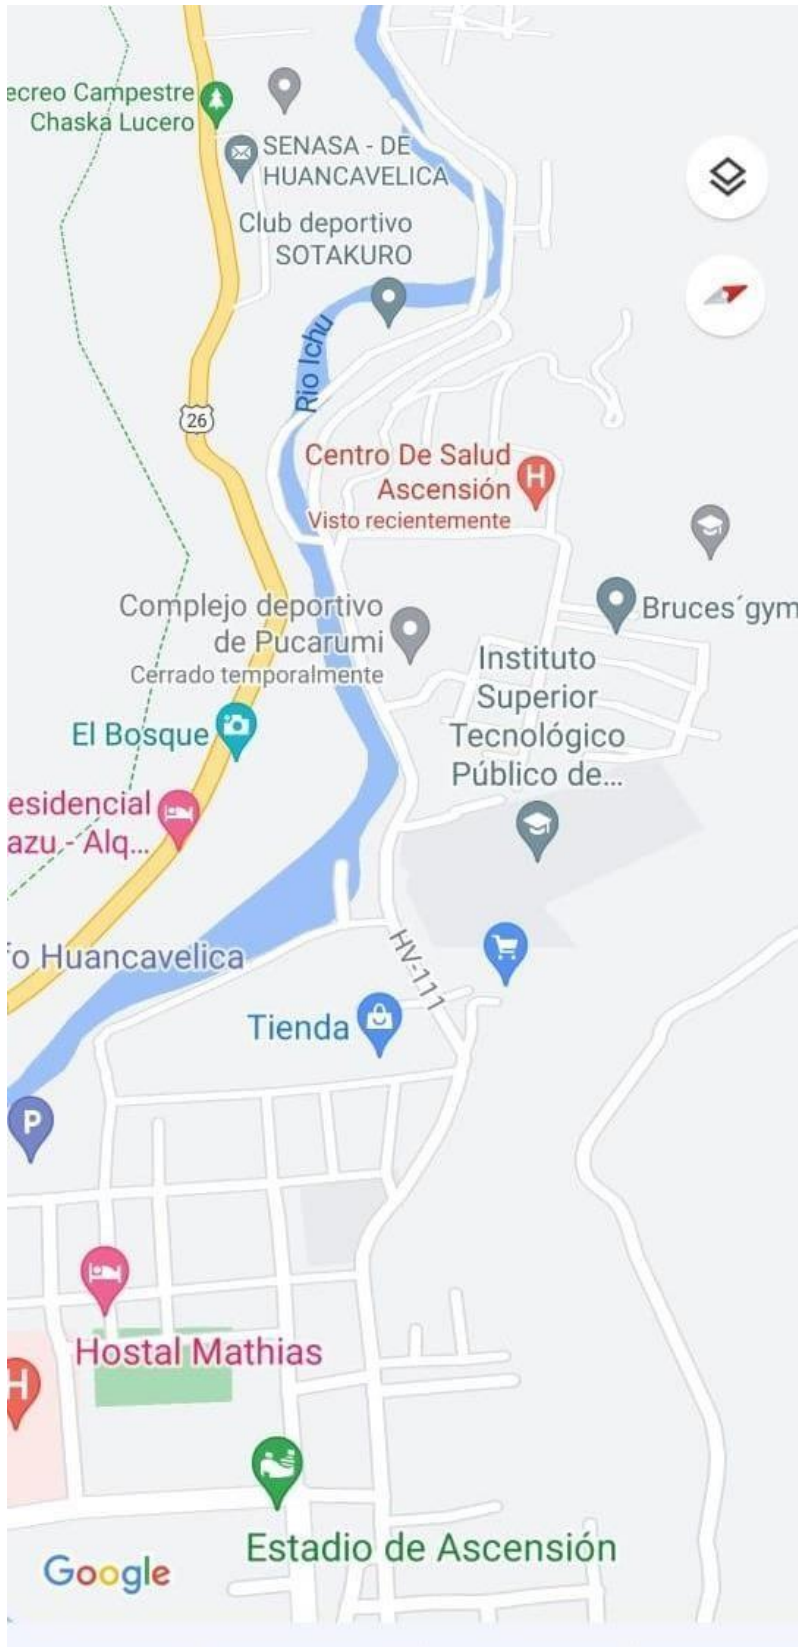 ecreo Campestre
Chaska Lucero
SENASA - DE
HUANCAVELICA
Club deportivo
SOTAKURO
Rio Ichu
26
Centro De Salud
Ascensión
Visto recientemente
H
Complejo deportivo
de Pucarumi
Cerrado temporalmente
Bruces´gym
Instituto
Superior
Tecnológico
Público de...
El Bosque
esidencial
azu - Alq...
o Huancavelica
HV-111
Tienda
P
Hostal Mathias
H
Estadio de Ascensión
Google